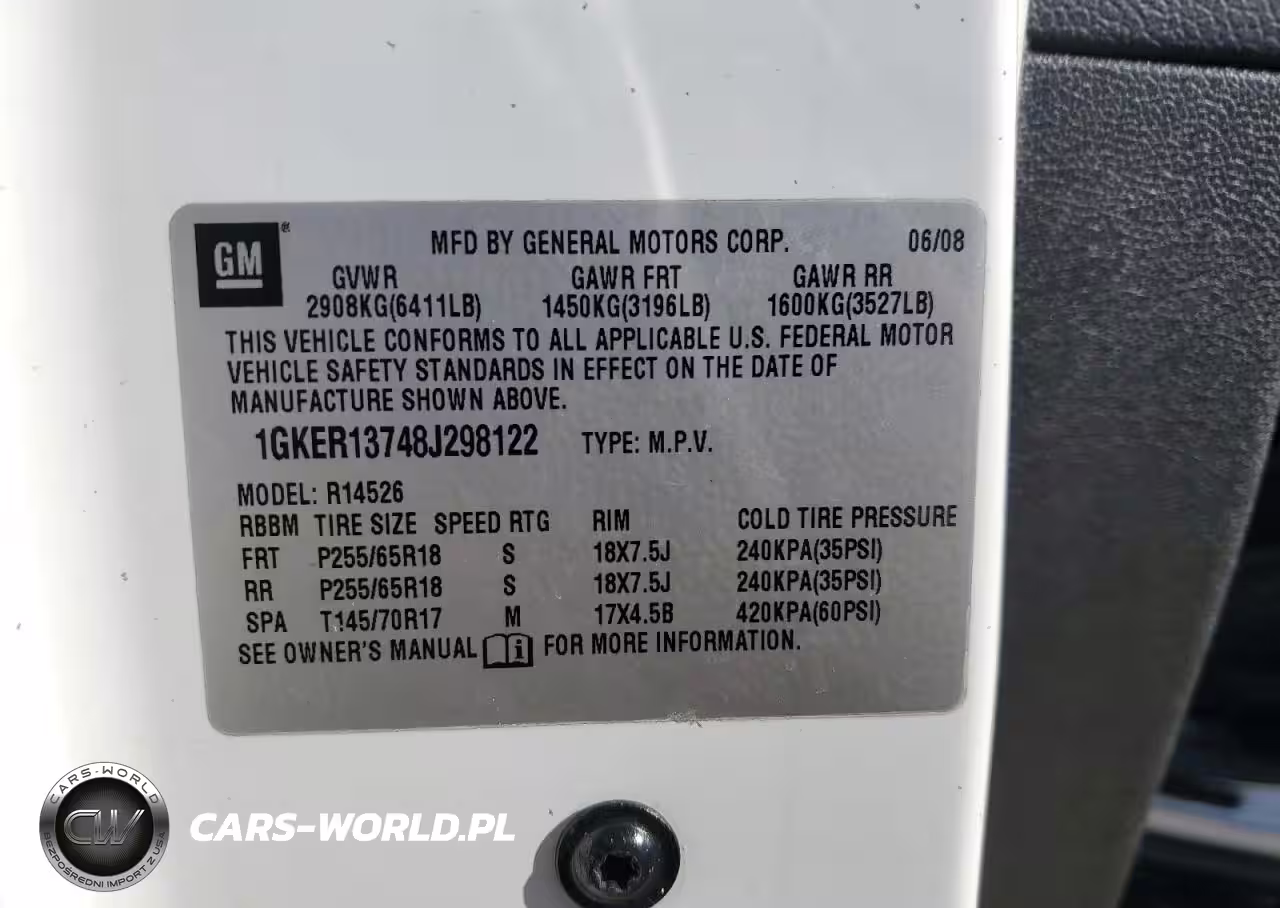 GM®
MFD BY GENERAL MOTORS CORP. 06/08
GVWR GAWR FRT GAWR RR
2908KG(6411LB) 1450KG(3196LB) 1600KG(3527LB)
THIS VEHICLE CONFORMS TO ALL APPLICABLE U.S. FEDERAL MOTOR
VEHICLE SAFETY STANDARDS IN EFFECT ON THE DATE OF
MANUFACTURE SHOWN ABOVE.
1GKER13748J298122 TYPE: M.P.V.
MODEL: R14526
RBBM TIRE SIZE SPEED RTG RIM COLD TIRE PRESSURE
FRT P255/65R18 S 18X7.5J 240KPA(35PSI)
RR P255/65R18 S 18X7.5J 240KPA(35PSI)
SPA T145/70R17 M 17X4.5B 420KPA(60PSI)
SEE OWNER'S MANUAL i FOR MORE INFORMATION.
CARS-WORLD
CW
BEZPOŚREDNI IMPORT Z USA
CARS-WORLD.PL